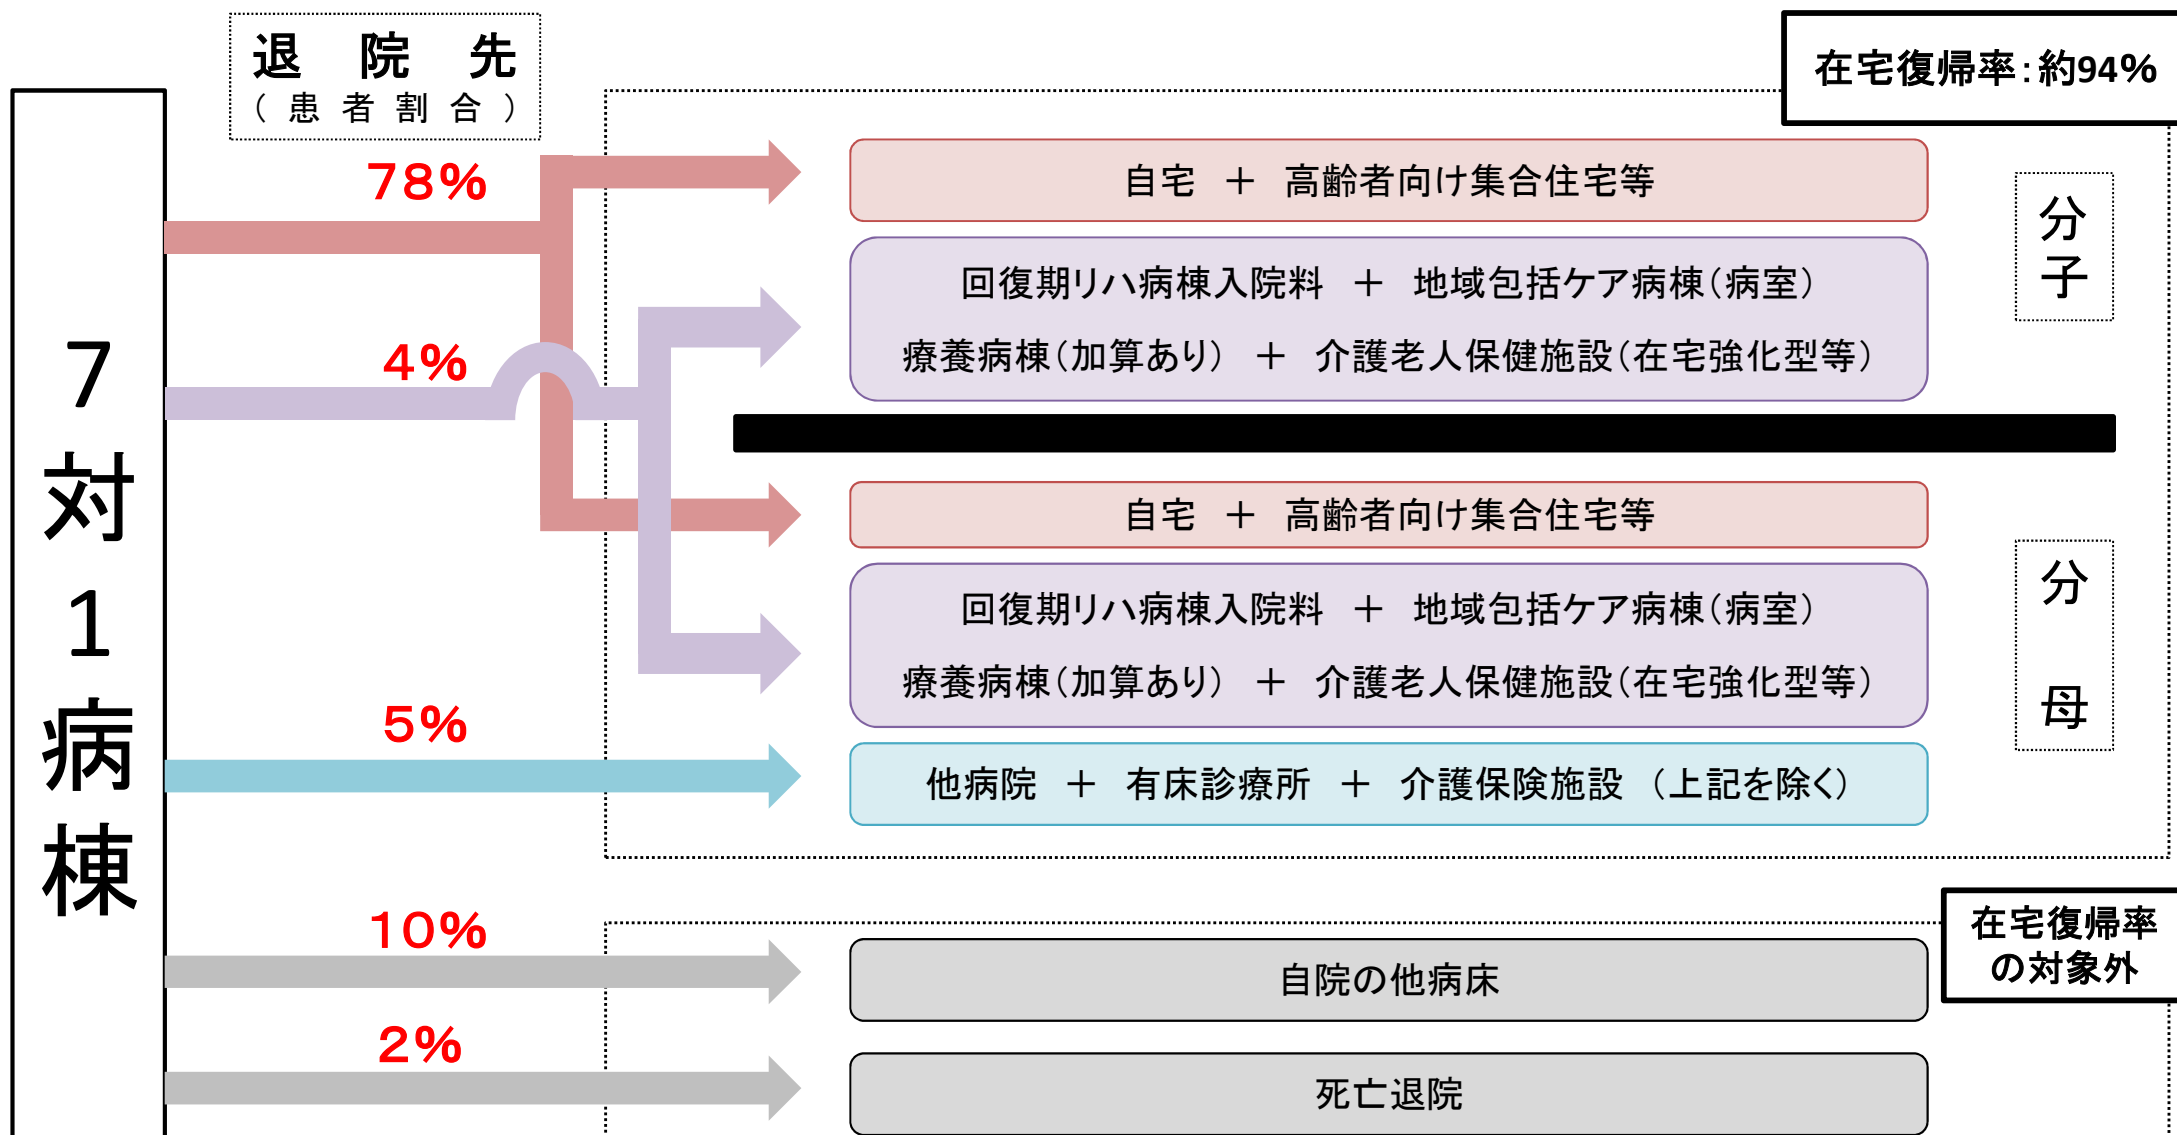 退院先
（患者割合）
在宅復帰率：約94%
7対1病棟
78%
自宅　＋　高齢者向け集合住宅等
分子
回復期リハ病棟入院料　＋　地域包括ケア病棟（病室）
4%
療養病棟（加算あり）　＋　介護老人保健施設（在宅強化型等）
自宅　＋　高齢者向け集合住宅等
分母
回復期リハ病棟入院料　＋　地域包括ケア病棟（病室）
療養病棟（加算あり）　＋　介護老人保健施設（在宅強化型等）
5%
他病院　＋　有床診療所　＋　介護保険施設　（上記を除く）
10%
在宅復帰率
の対象外
自院の他病床
2%
死亡退院